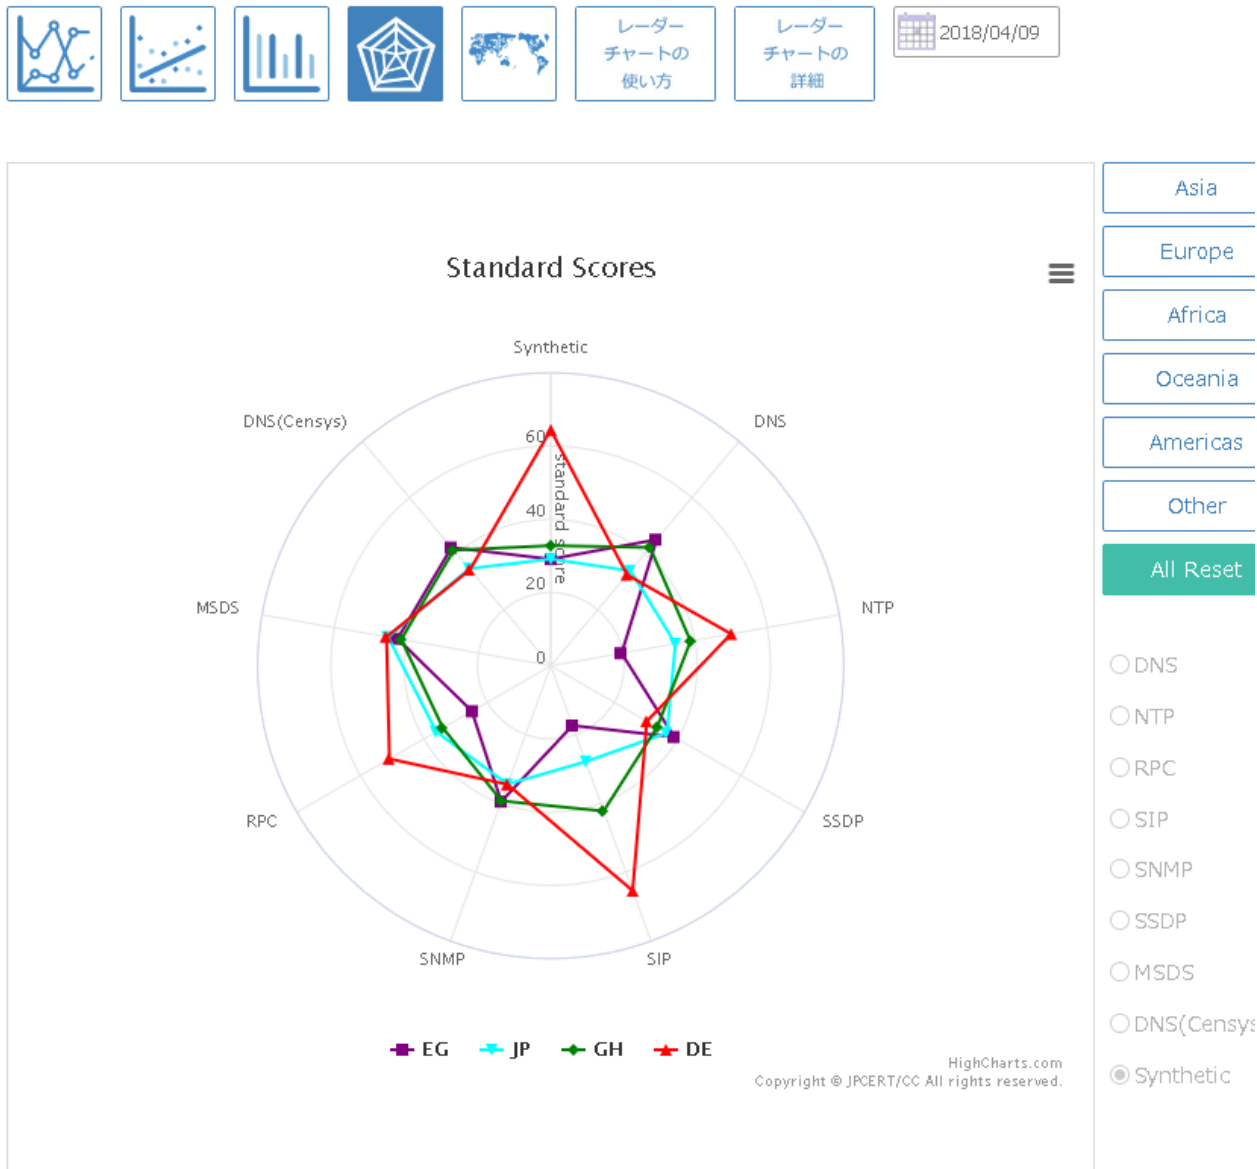 レーダー
チャートの
使い方
レーダー
チャートの
詳細
2018/04/09
Asia
Europe
Africa
Oceania
Americas
Other
All Reset
DNS
NTP
RPC
SIP
SNMP
SSDP
MSDS
DNS(Censys
Synthetic
Standard Scores
Synthetic
DNS(Censys)
DNS
60
standard score
40
20
0
MSDS
NTP
RPC
SSDP
SNMP
SIP
EG JP GH DE
HighCharts.com
Copyright © JPCERT/CC All rights reserved.